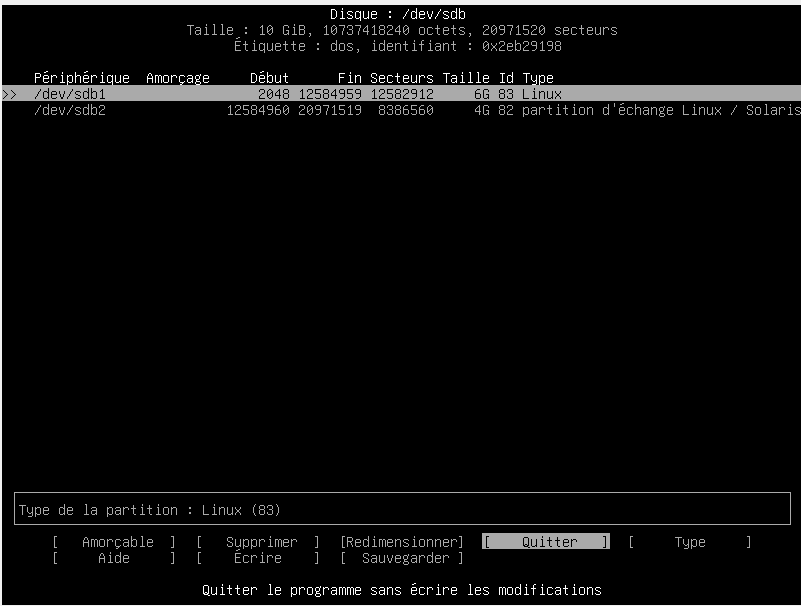 Disque : /dev/sdb
Taille : 10 GiB, 10737418240 octets, 20971520 secteurs
Étiquette : dos, identifiant : 0x2eb29198
Périphérique Amorçage Début Fin Secteurs Taille Id Type
>> /dev/sdb1 2048 12584959 12582912 6G 83 Linux
/dev/sdb2 12584960 20971519 8386560 4G 82 partition d'échange Linux / Solaris
Type de la partition : Linux (83)
[ Amorçable ] [ Supprimer ] [Redimensionner] [ Quitter ] [ Type ]
[ Aide ] [ Écrire ] [ Sauvegarder ]
Quitter le programme sans écrire les modifications